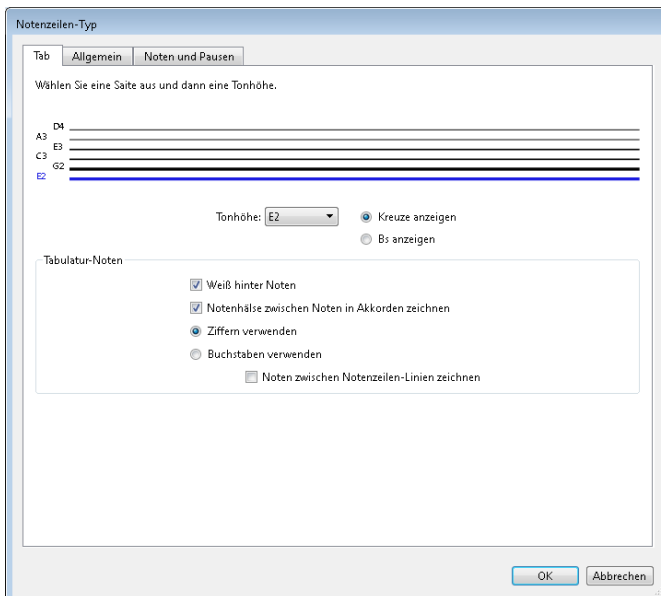 Notenzeilen-Typ
Tab Allgemein Noten und Pausen
Wählen Sie eine Saite aus und dann eine Tonhöhe.
D4
A3
E3
C3
G2
E2
Tonhöhe: E2 Kreuze anzeigen
Bs anzeigen
Tabulatur-Noten
Weiß hinter Noten
Notenhälse zwischen Noten in Akkorden zeichnen
Ziffern verwenden
Buchstaben verwenden
Noten zwischen Notenzeilen-Linien zeichnen
OK Abbrechen